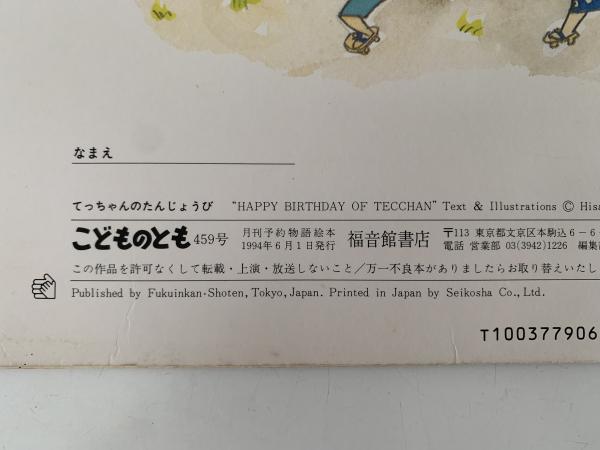 なまえ
てっちゃんのたんじょうび "HAPPY BIRTHDAY OF TECCHAN" Text & Illustrations © Hisa
こどものとも 459号 月刊予約物語絵本 福音館書店 〒113 東京都文京区本駒込6-6-
1994年6月1日発行 電話 営業部 03(3942)1226 編集
この作品を許可なくして転載・上演・放送しないこと/万一不良本がありましたらお取り替えいたし
Published by Fukuinkan-Shoten, Tokyo, Japan. Printed in Japan by Seikosha Co., Ltd.
T100377906